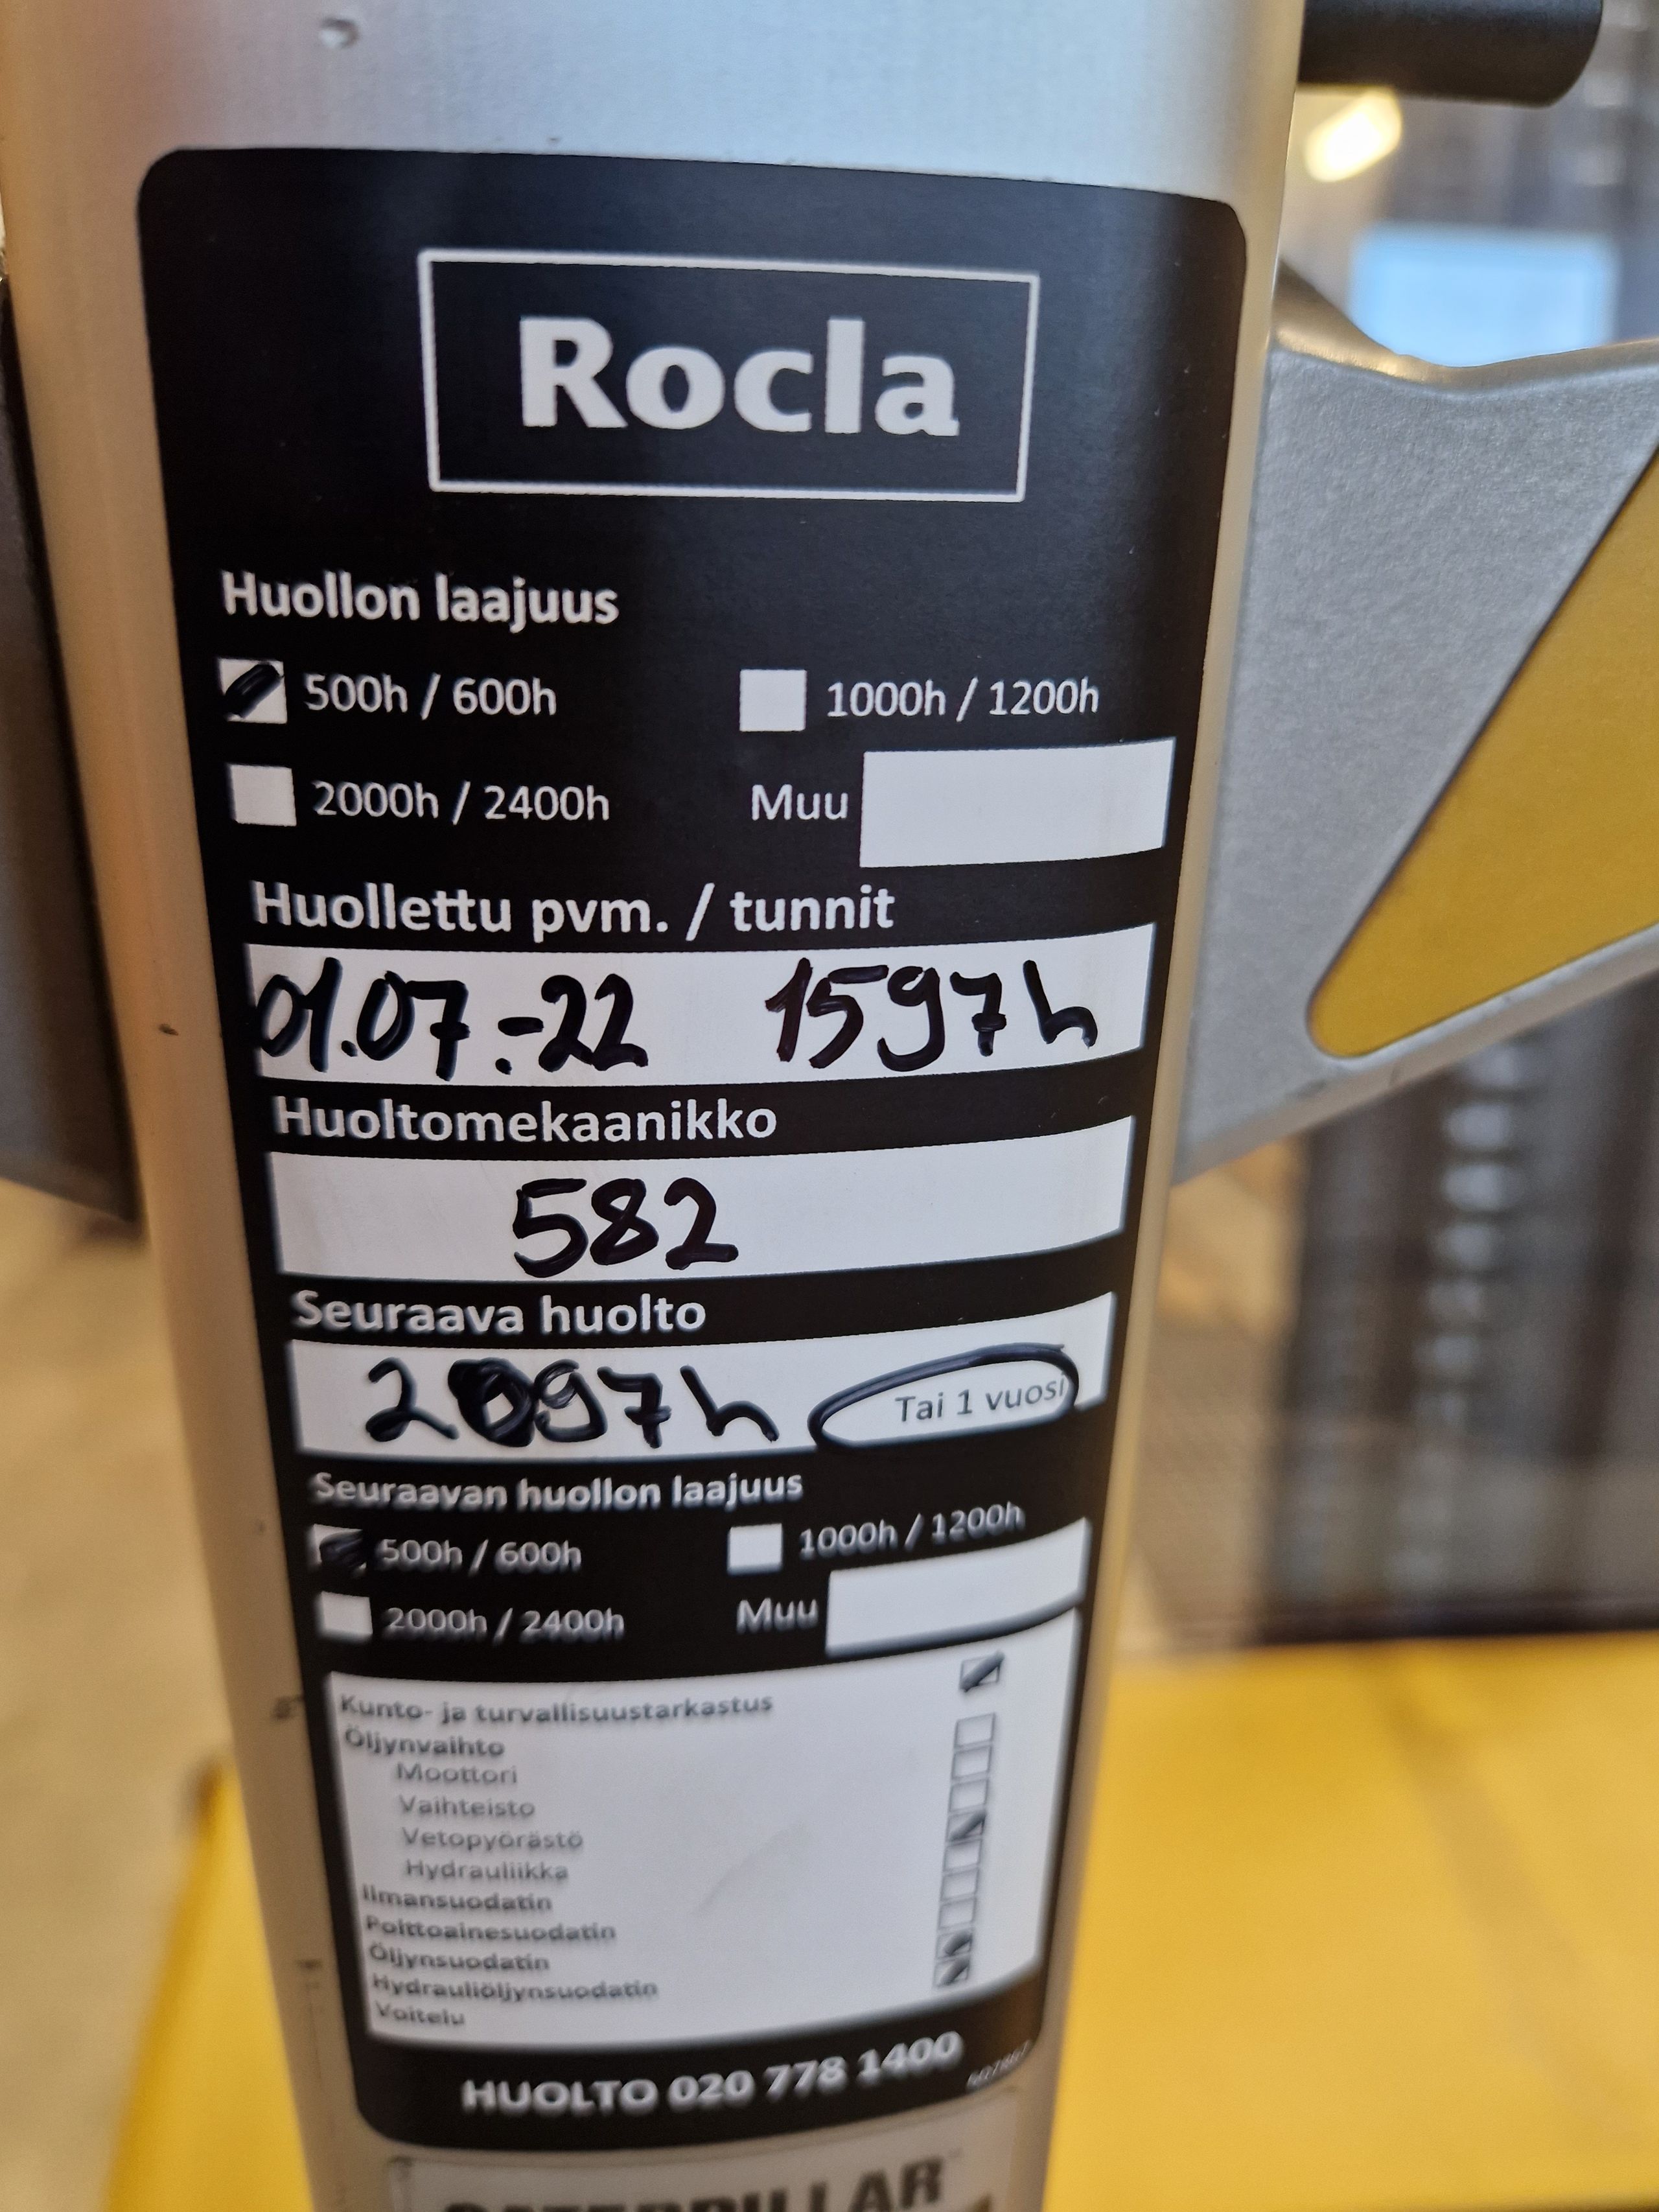 Rocla
Huollon laajuus
500h / 600h 1000h / 1200h
2000h / 2400h Muu
Huollettu pvm. / tunnit
01.07.-22 1597h
Huoltomekaanikko
582
Seuraava huolto
2097h Tai 1 vuosi
Seuraavan huollon laajuus
500h / 600h 1000h / 1200h
2000h / 2400h Muu
Kunto- ja turvallisuustarkastus
Öljynvaihto
Moottori
Vaihteisto
Vetopyörästö
Hydrauliikka
Ilmansuodatin
Polttoainesuodatin
Öljynsuodatin
Hydrauliöljynsuodatin
Voitelu
HUOLTO 020 778 1400
CATERPILLAR